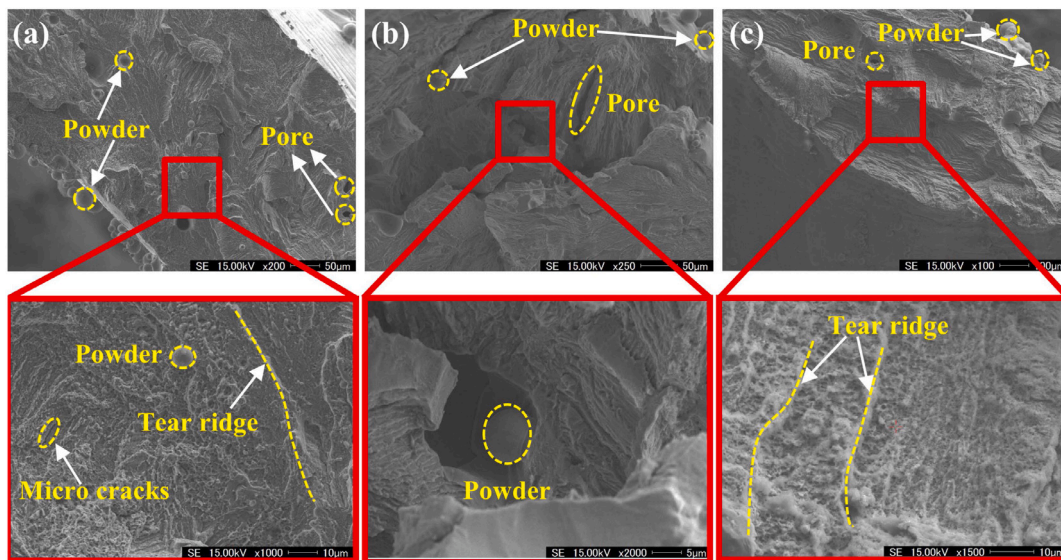 (a)
Powder
Pore
SE 15.00kV x200 50μm
(b)
Powder
Pore
SE 15.00kV x250 50μm
(c)
Pore
Powder
SE 15.00kV x100
Powder
Tear ridge
Micro cracks
SE 15.00kV x1000 10μm
Powder
SE 15.00kV x2000 5μm
Tear ridge
SE 15.00kV x1500